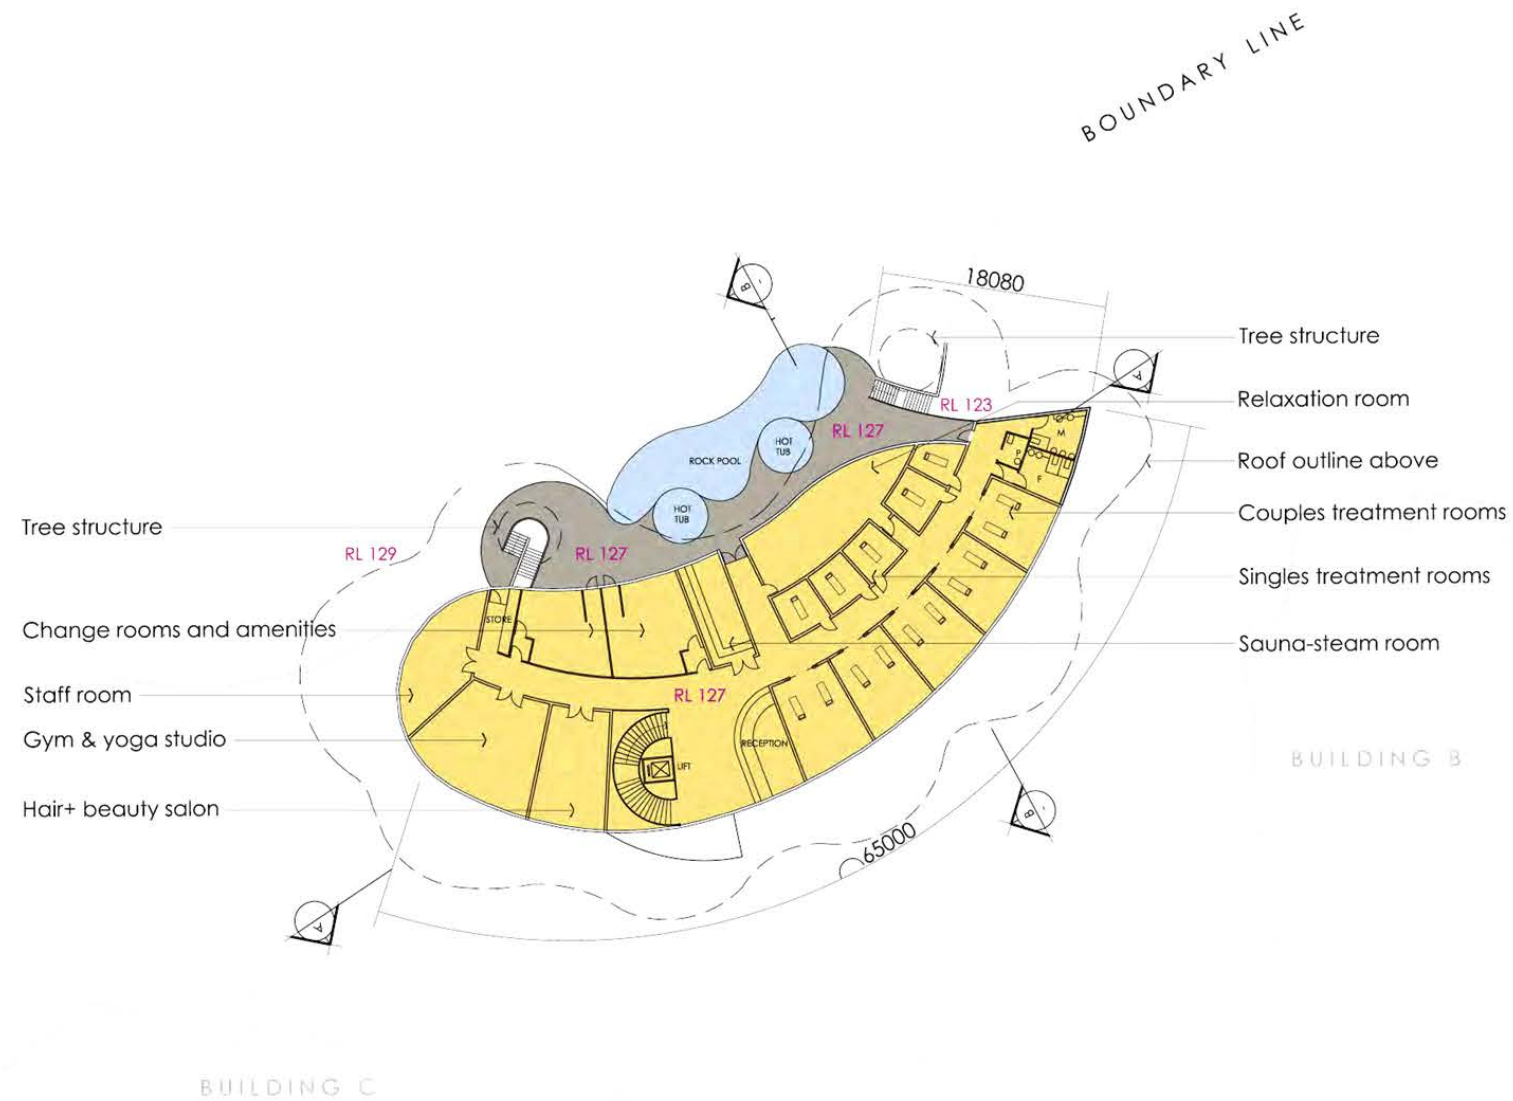 BOUNDARY LINE
B
18080
Tree structure
A
Relaxation room
RL 123
RL 127
M
HOT
TUB
ROCK POOL
P
Roof outline above
F
Couples treatment rooms
HOT
TUB
Tree structure
RL 129
RL 127
Singles treatment rooms
STORE
Change rooms and amenities
Sauna-steam room
Staff room
RL 127
Gym & yoga studio
RECEPTION
LIFT
BUILDING B
Hair+ beauty salon
B
65000
A
BUILDING C